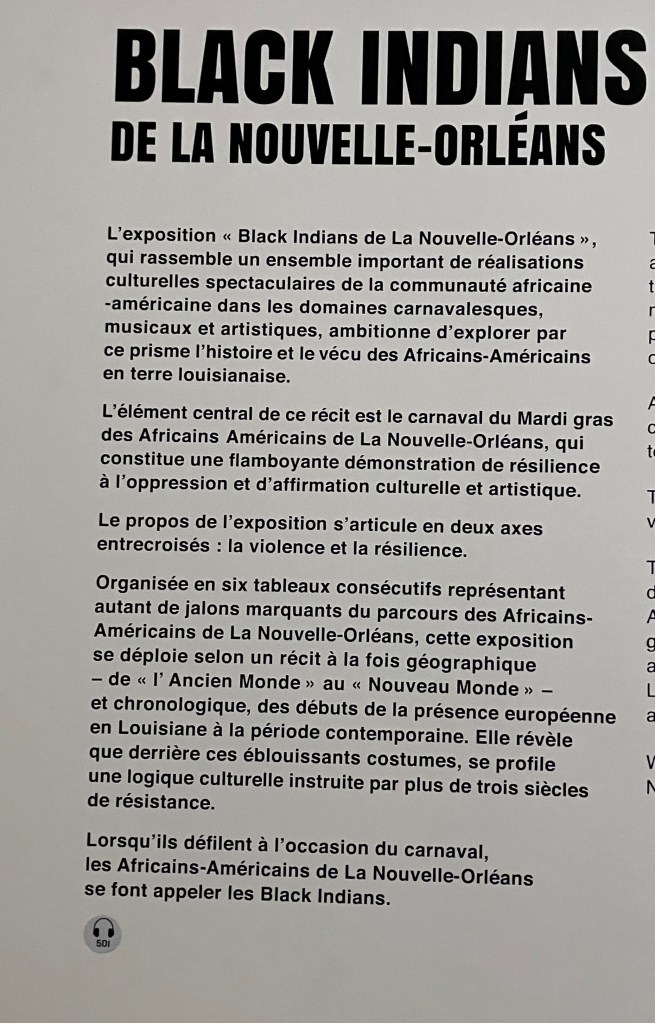 BLACK INDIANS
DE LA NOUVELLE-ORLÉANS
L'exposition « Black Indians de La Nouvelle-Orléans »,
qui rassemble un ensemble important de réalisations
culturelles spectaculaires de la communauté africaine
-américaine dans les domaines carnavalesques,
musicaux et artistiques, ambitionne d'explorer par
ce prisme l'histoire et le vécu des Africains-Américains
en terre louisianaise.
L'élément central de ce récit est le carnaval du Mardi gras
des Africains Américains de La Nouvelle-Orléans, qui
constitue une flamboyante démonstration de résilience
à l'oppression et d'affirmation culturelle et artistique.
Le propos de l'exposition s'articule en deux axes
entrecroisés : la violence et la résilience.
Organisée en six tableaux consécutifs représentant
autant de jalons marquants du parcours des Africains-
Américains de La Nouvelle-Orléans, cette exposition
se déploie selon un récit à la fois géographique
– de « l' Ancien Monde » au « Nouveau Monde » –
et chronologique, des débuts de la présence européenne
en Louisiane à la période contemporaine. Elle révèle
que derrière ces éblouissants costumes, se profile
une logique culturelle instruite par plus de trois siècles
de résistance.
Lorsqu'ils défilent à l'occasion du carnaval,
les Africains-Américains de La Nouvelle-Orléans
se font appeler les Black Indians.
501